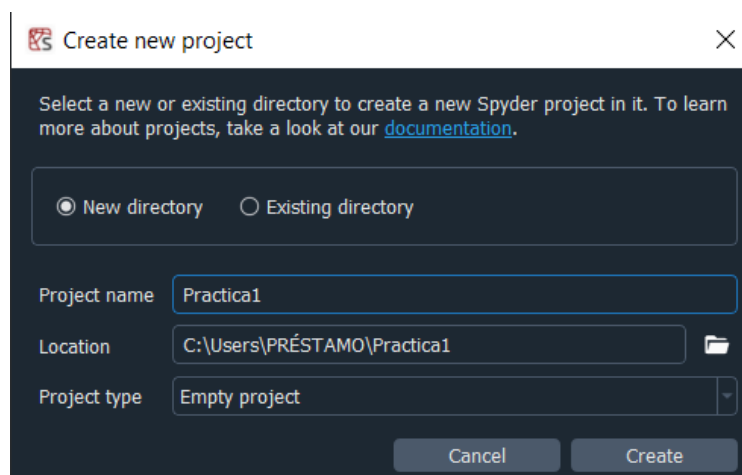 Create new project
Select a new or existing directory to create a new Spyder project in it. To learn
more about projects, take a look at our documentation.
New directory Existing directory
Project name Practica1
Location C:\Users\PRÉSTAMO\Practica1
Project type Empty project
Cancel Create